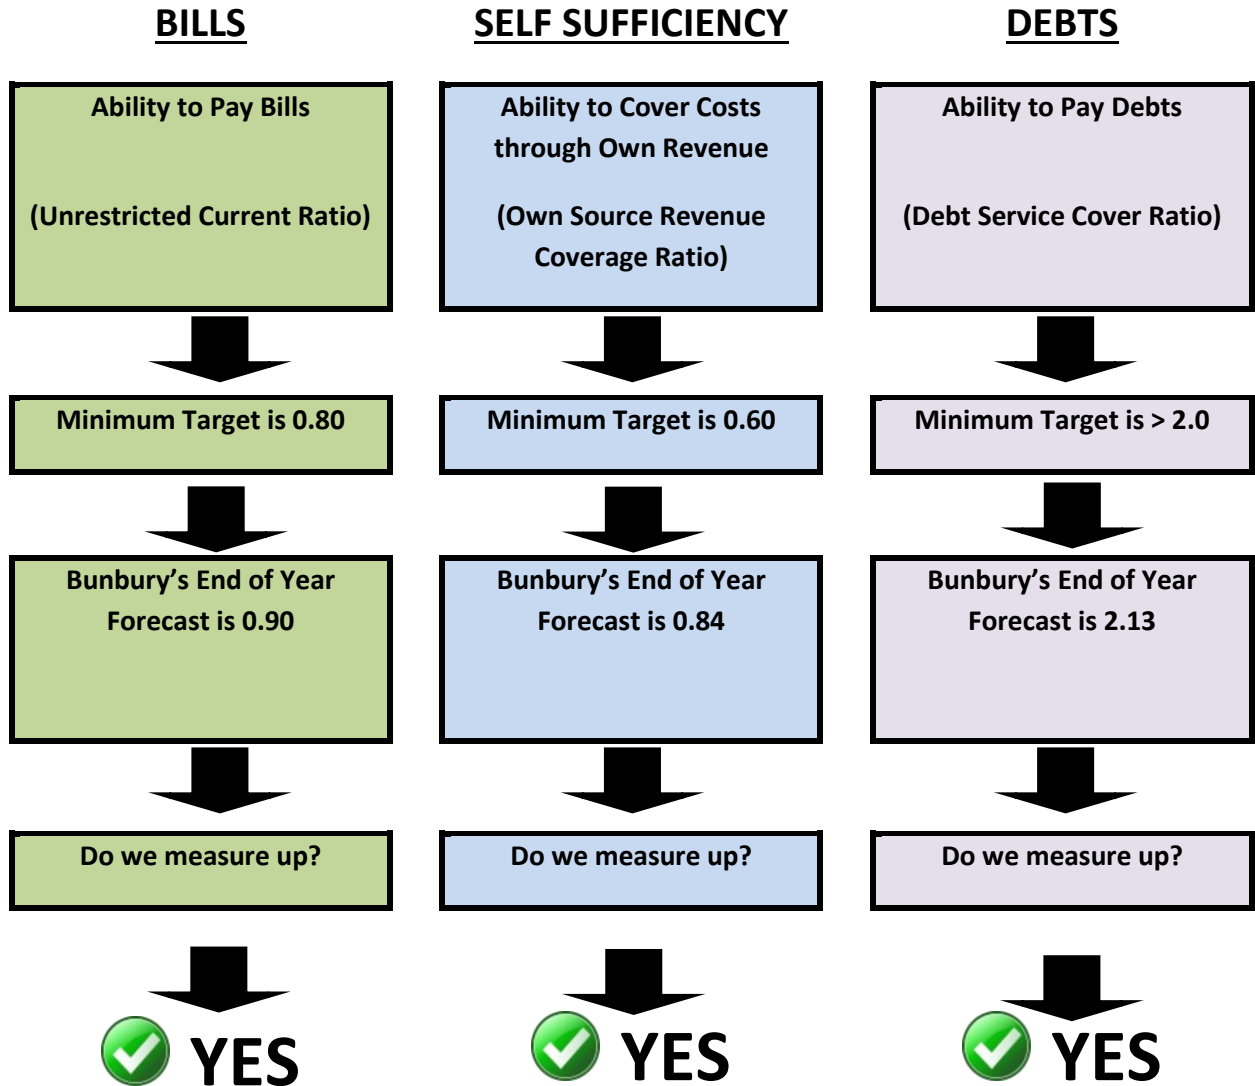 BILLS
Ability to Pay Bills
(Unrestricted Current Ratio)
Minimum Target is 0.80
Bunbury’s End of Year
Forecast is 0.90
Do we measure up?
YES
SELF SUFFICIENCY
Ability to Cover Costs
through Own Revenue
(Own Source Revenue
Coverage Ratio)
Minimum Target is 0.60
Bunbury’s End of Year
Forecast is 0.84
Do we measure up?
YES
DEBTS
Ability to Pay Debts
(Debt Service Cover Ratio)
Minimum Target is > 2.0
Bunbury’s End of Year
Forecast is 2.13
Do we measure up?
YES